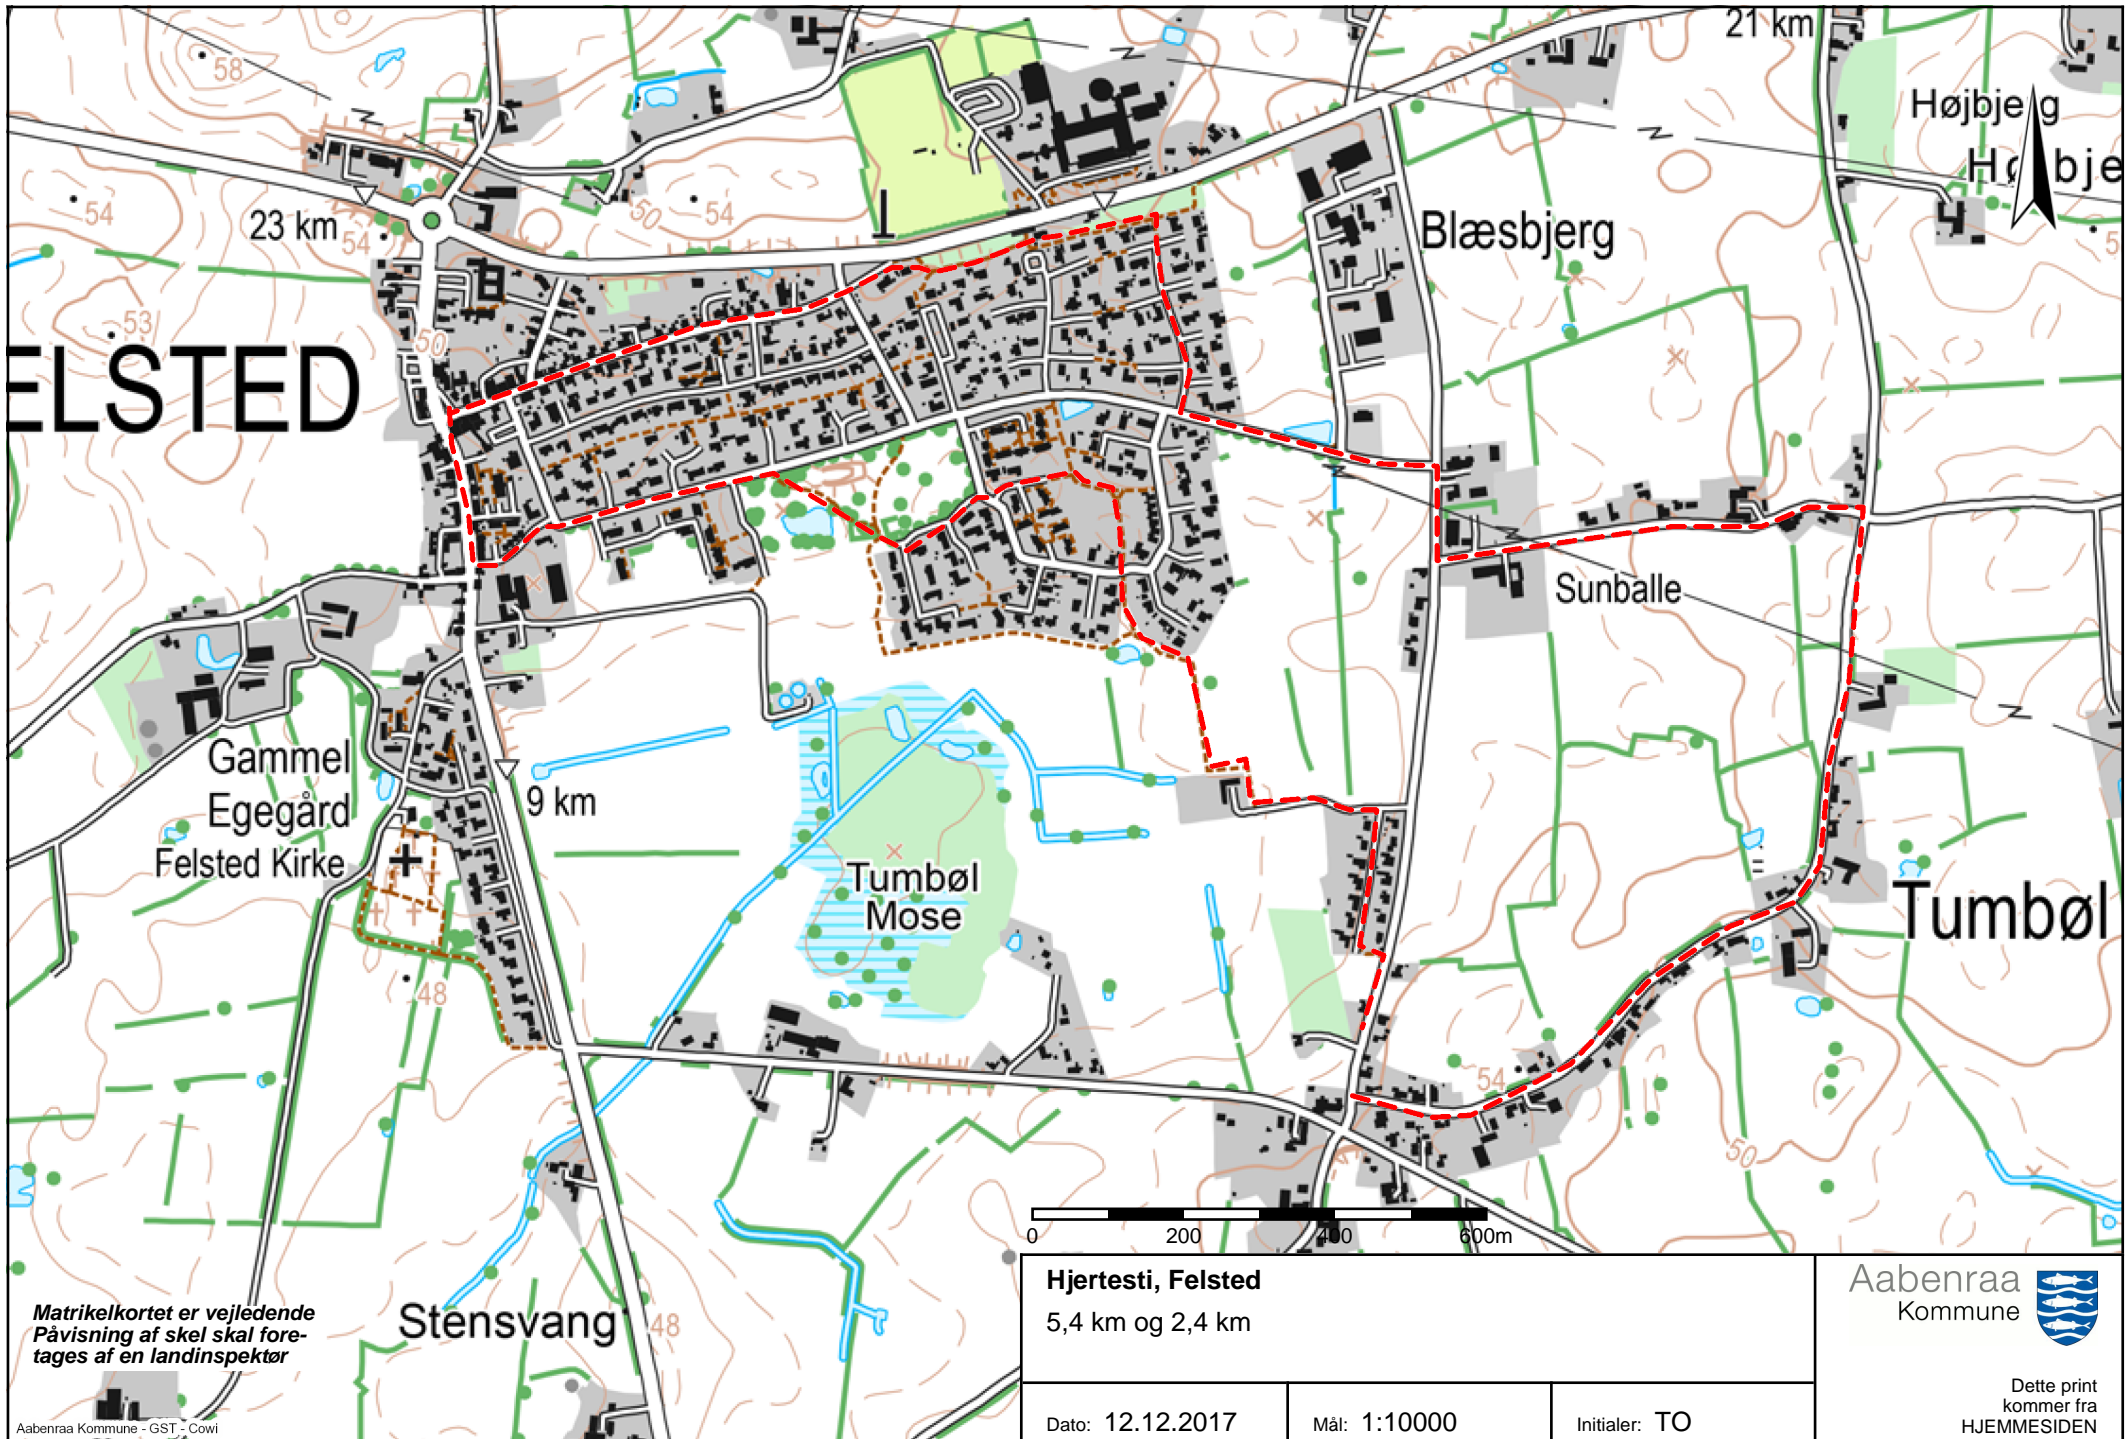 58
21 km
Højbje g
Hø bje
54
23 km
54
50
54
Blæsbjerg
53
50
ELSTED
Sunballe
Gammel
Egegård
Felsted Kirke
9 km
Tumbøl
Mose
Tumbøl
48
54
50
0 200 400 600m
Stensvang
48
Matrikelkortet er vejledende
Påvisning af skel skal fore-
tages af en landinspektør
Aabenraa Kommune - GST - Cowi
Hjertesti, Felsted
5,4 km og 2,4 km
Dato: 12.12.2017
Mål: 1:10000
Initialer: TO
Aabenraa
Kommune
Dette print
kommer fra
HJEMMESIDEN